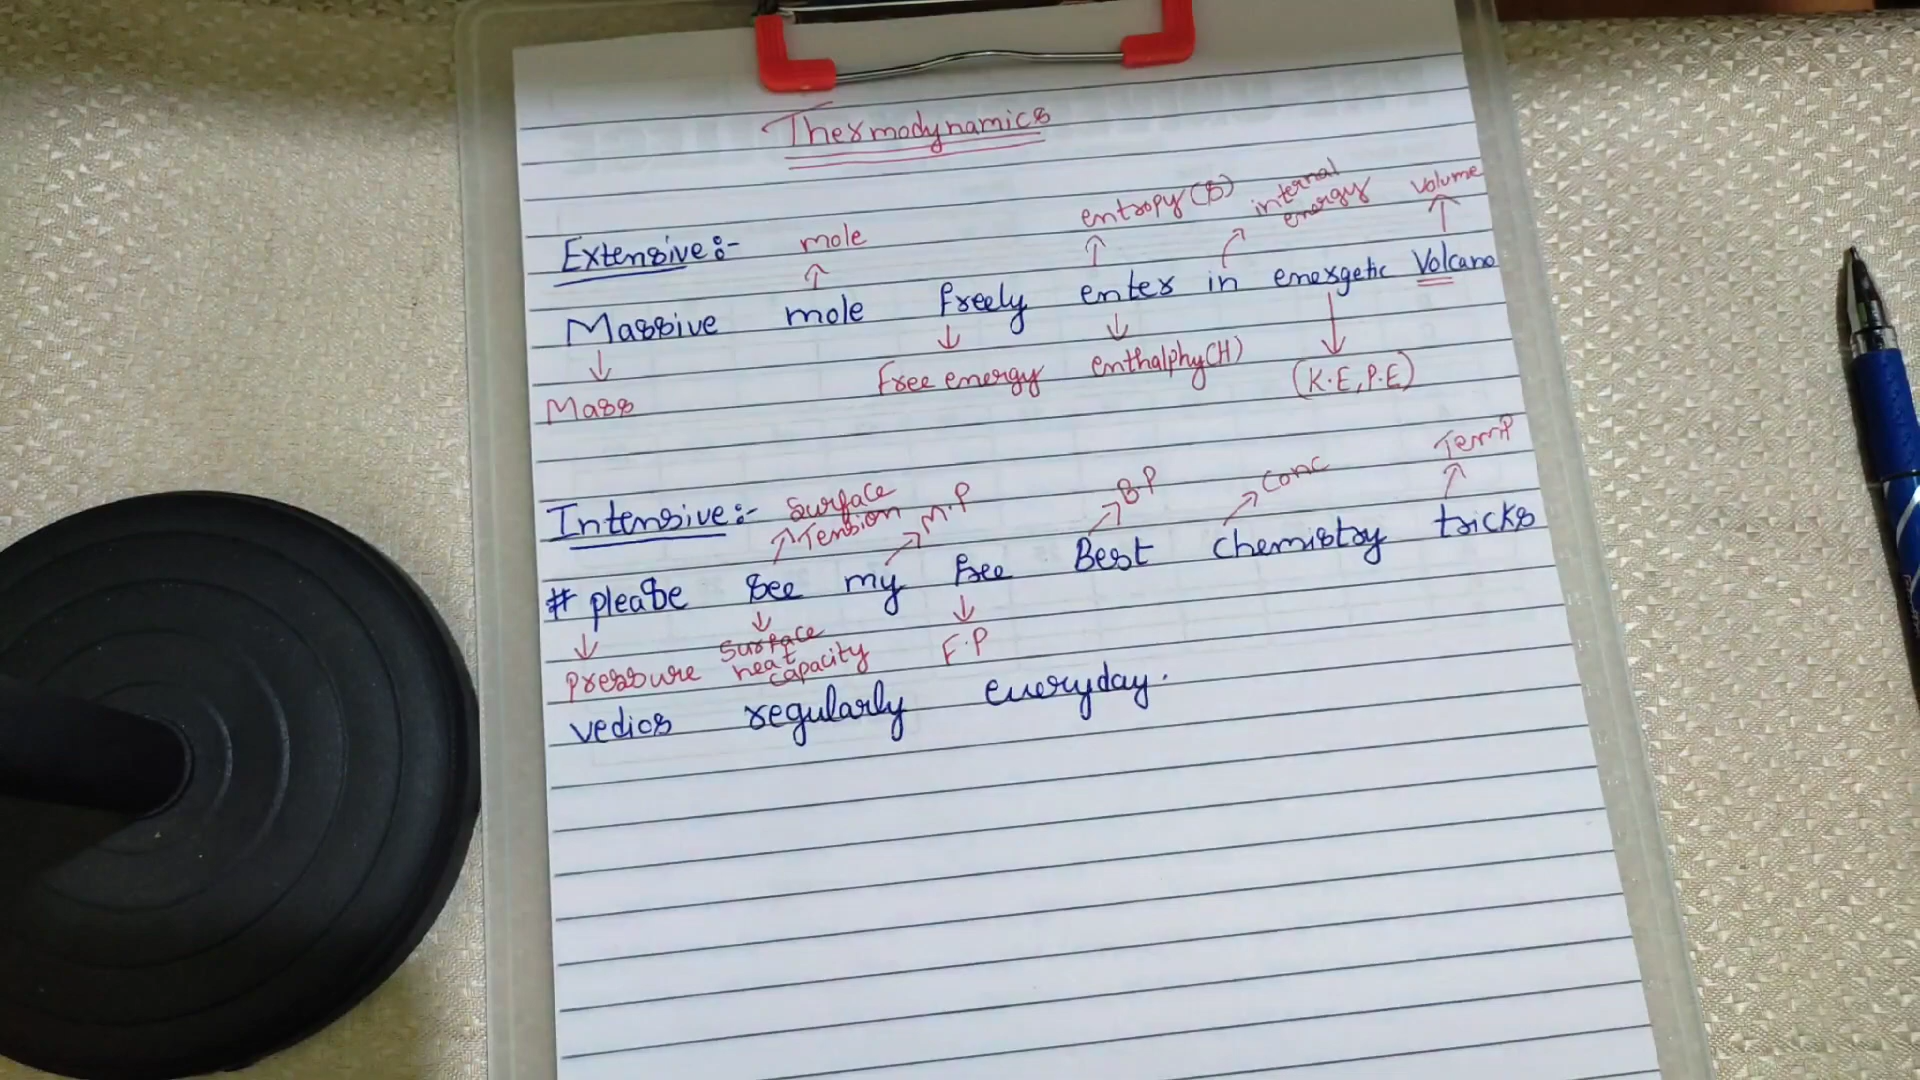 Thermodynamics
entropy (S) internal energy Volume
Extensive :- mole
Massive mole freely enter in energetic Volcano
Mass Free energy enthalphy(H) (K.E, P.E)
Intensive :- Surface Tension M.P B.P Conc Temp
# please see my free Best chemistry tricks
pressure Surface heat capacity F.P
vedios regularly everyday.